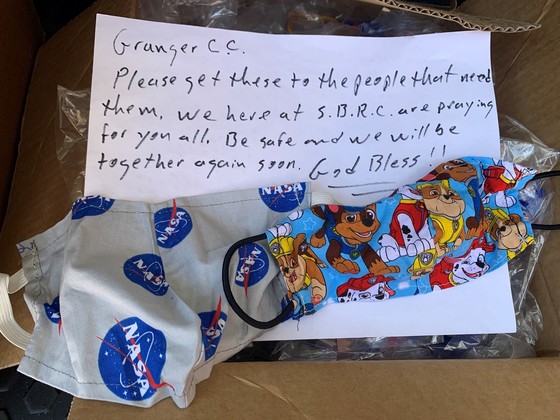 Granger C.C.
Please get these to the people that need
them. We here at S.B.R.C. are praying
for you all. Be safe and we will be
together again soon. God Bless!!
NASA
NASA
NASA
NASA
NASA